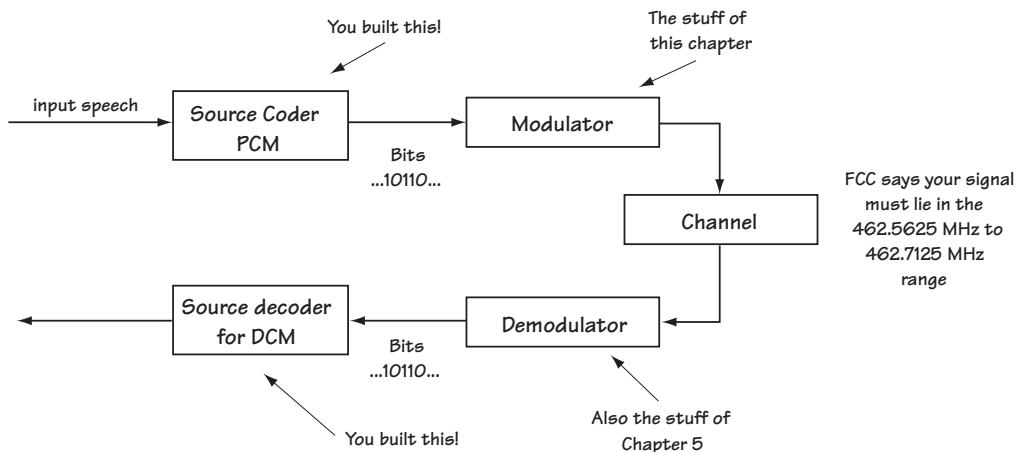 You built this!
The stuff of
this chapter
input speech
Source Coder
PCM
Bits
...10110...
Modulator
Channel
FCC says your signal
must lie in the
462.5625 MHz to
462.7125 MHz
range
Source decoder
for DCM
Bits
...10110...
Demodulator
You built this!
Also the stuff of
Chapter 5